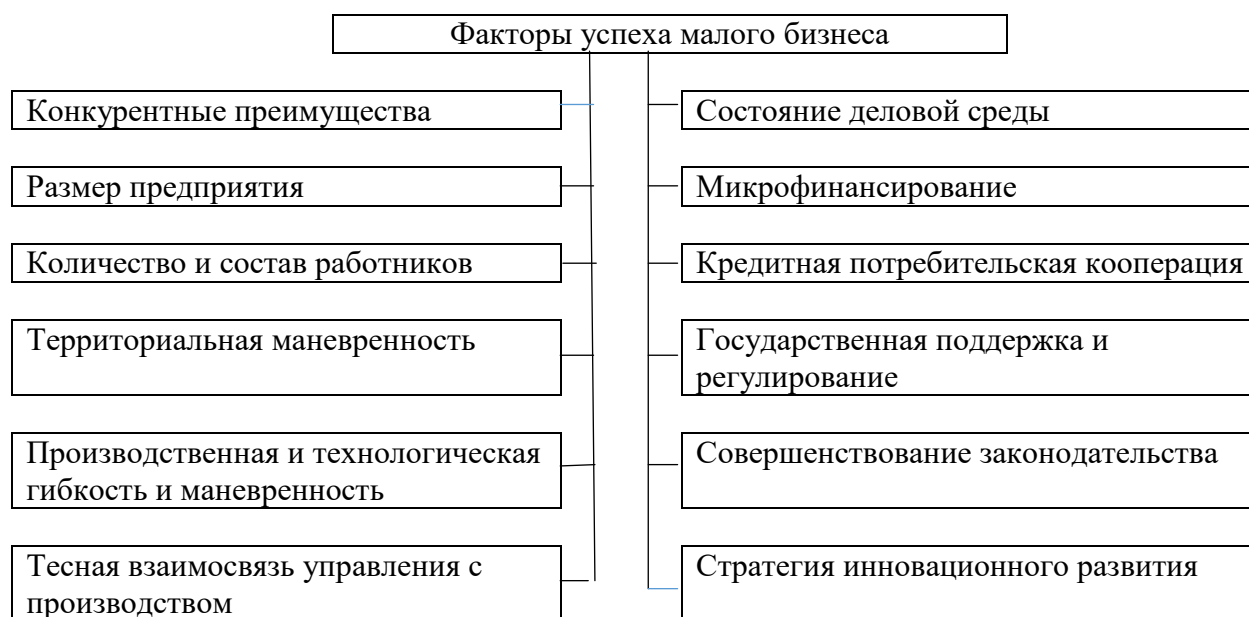 Факторы успеха малого бизнеса
Конкурентные преимущества
Состояние деловой среды
Размер предприятия
Микрофинансирование
Количество и состав работников
Кредитная потребительская кооперация
Территориальная маневренность
Государственная поддержка и
регулирование
Производственная и технологическая
гибкость и маневренность
Совершенствование законодательства
Тесная взаимосвязь управления с
производством
Стратегия инновационного развития